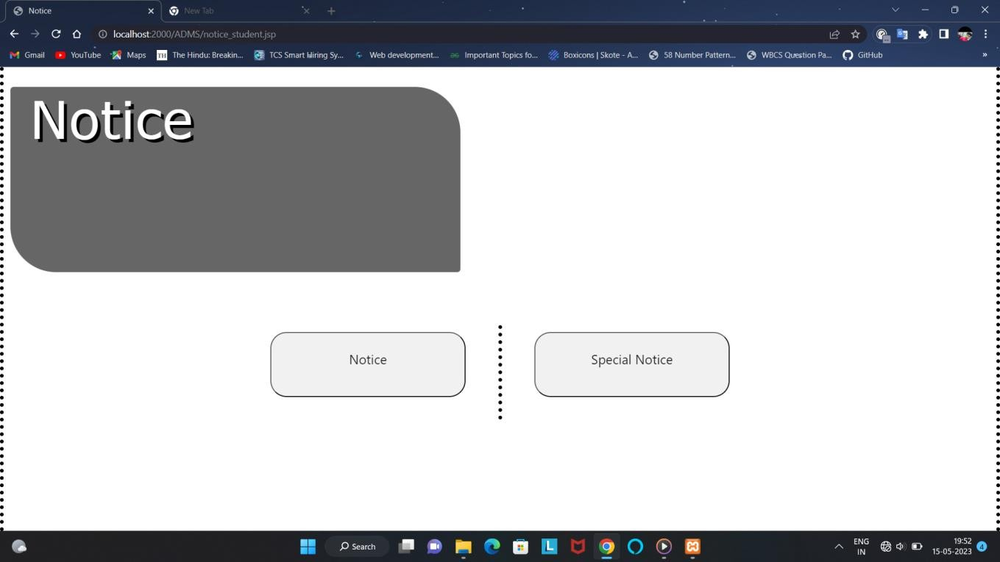 Notice
New Tab
localhost:2000/ADMS/notice_student.jsp
Gmail YouTube Maps TH The Hindu: Breakin... TCS Smart Hiring Sy... Web development... Important Topics fo... Boxicons | Skote - A... 58 Number Pattern... WBCS Question Pa... GitHub »
Notice
Notice
Special Notice
Search
L
ENG
IN
19:52
15-05-2023
4